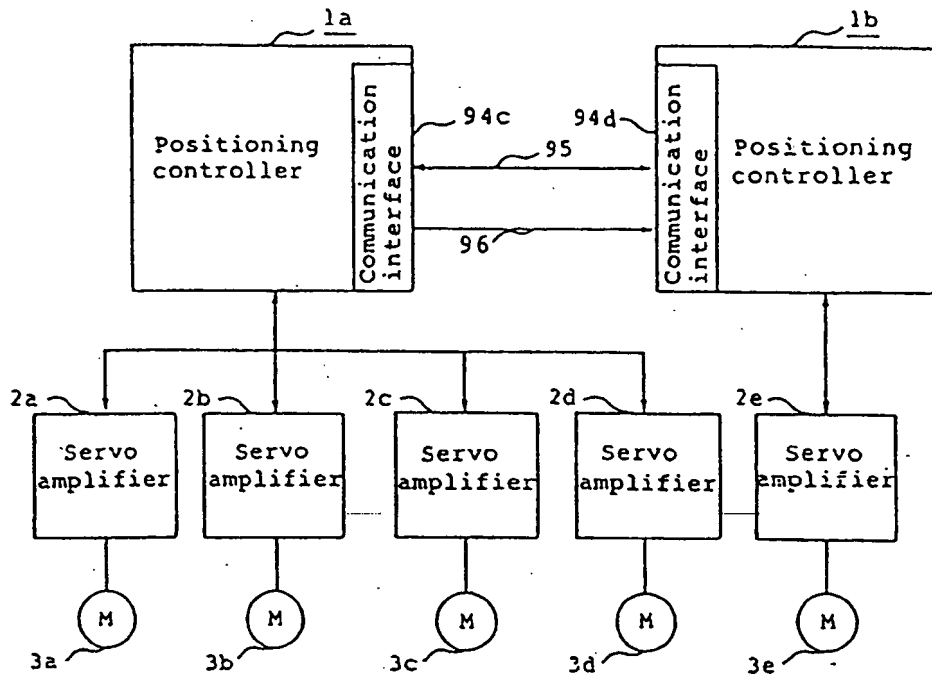 1a
1b
Positioning
controller
Communication
interface
94c
95
96
94d
Communication
interface
Positioning
controller
2a
2b
2c
2d
2e
Servo
amplifier
Servo
amplifier
Servo
amplifier
Servo
amplifier
Servo
amplifier
M
M
M
M
M
3a
3b
3c
3d
3e